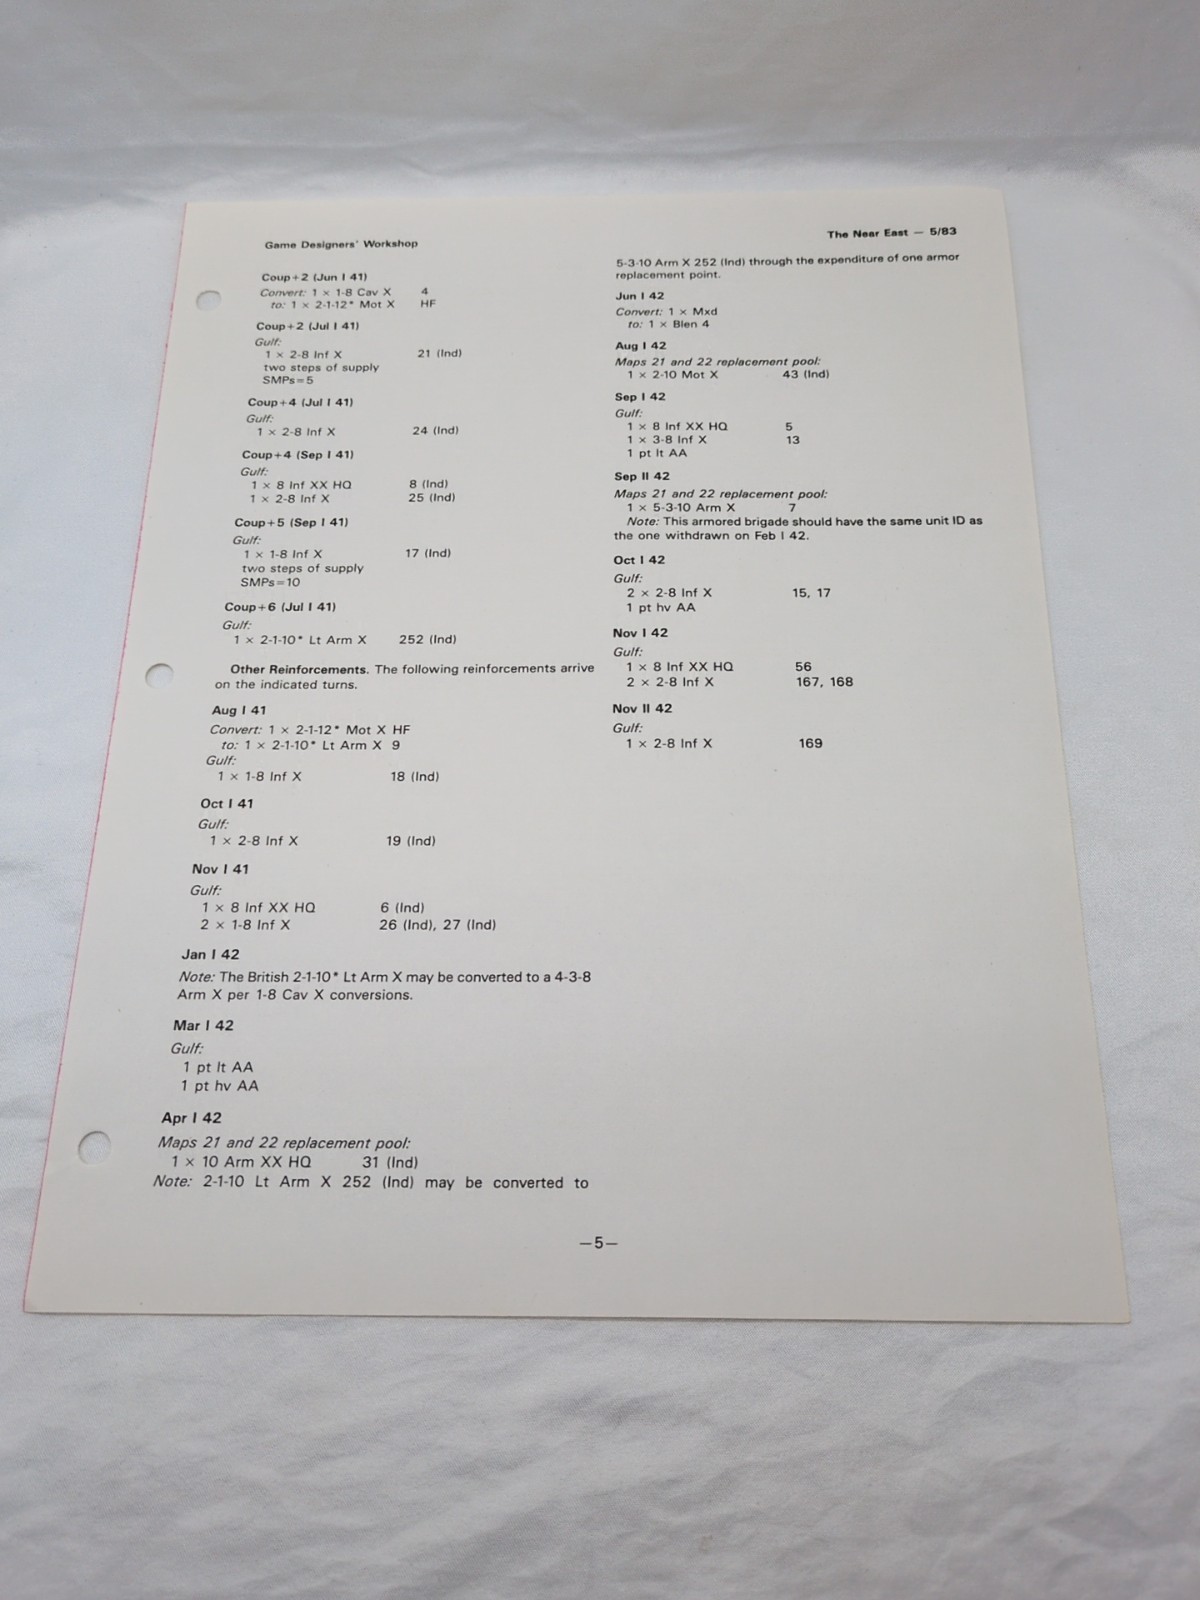 Game Designers' Workshop
The Near East — 5/83
Coup+2 (Jun I 41)
Convert: 1 × 1-8 Cav X 4
to: 1 × 2-1-12* Mot X HF
Coup+2 (Jul I 41)
Gulf:
1 × 2-8 Inf X 21 (Ind)
two steps of supply
SMPs=5
Coup+4 (Jul I 41)
Gulf:
1 × 2-8 Inf X 24 (Ind)
Coup+4 (Sep I 41)
Gulf:
1 × 8 Inf XX HQ 8 (Ind)
1 × 2-8 Inf X 25 (Ind)
Coup+5 (Sep I 41)
Gulf:
1 × 1-8 Inf X 17 (Ind)
two steps of supply
SMPs=10
Coup+6 (Jul I 41)
Gulf:
1 × 2-1-10* Lt Arm X 252 (Ind)
Other Reinforcements. The following reinforcements arrive
on the indicated turns.
Aug I 41
Convert: 1 × 2-1-12* Mot X HF
to: 1 × 2-1-10* Lt Arm X 9
Gulf:
1 × 1-8 Inf X 18 (Ind)
Oct I 41
Gulf:
1 × 2-8 Inf X 19 (Ind)
Nov I 41
Gulf:
1 × 8 Inf XX HQ 6 (Ind)
2 × 1-8 Inf X 26 (Ind), 27 (Ind)
Jan I 42
Note: The British 2-1-10* Lt Arm X may be converted to a 4-3-8
Arm X per 1-8 Cav X conversions.
Mar I 42
Gulf:
1 pt lt AA
1 pt hv AA
Apr I 42
Maps 21 and 22 replacement pool:
1 × 10 Arm XX HQ 31 (Ind)
Note: 2-1-10 Lt Arm X 252 (Ind) may be converted to
5-3-10 Arm X 252 (Ind) through the expenditure of one armor
replacement point.
Jun I 42
Convert: 1 × Mxd
to: 1 × Blen 4
Aug I 42
Maps 21 and 22 replacement pool:
1 × 2-10 Mot X 43 (Ind)
Sep I 42
Gulf:
1 × 8 Inf XX HQ 5
1 × 3-8 Inf X 13
1 pt lt AA
Sep II 42
Maps 21 and 22 replacement pool:
1 × 5-3-10 Arm X 7
Note: This armored brigade should have the same unit ID as
the one withdrawn on Feb I 42.
Oct I 42
Gulf:
2 × 2-8 Inf X 15, 17
1 pt hv AA
Nov I 42
Gulf:
1 × 8 Inf XX HQ 56
2 × 2-8 Inf X 167, 168
Nov II 42
Gulf:
1 × 2-8 Inf X 169
—5—